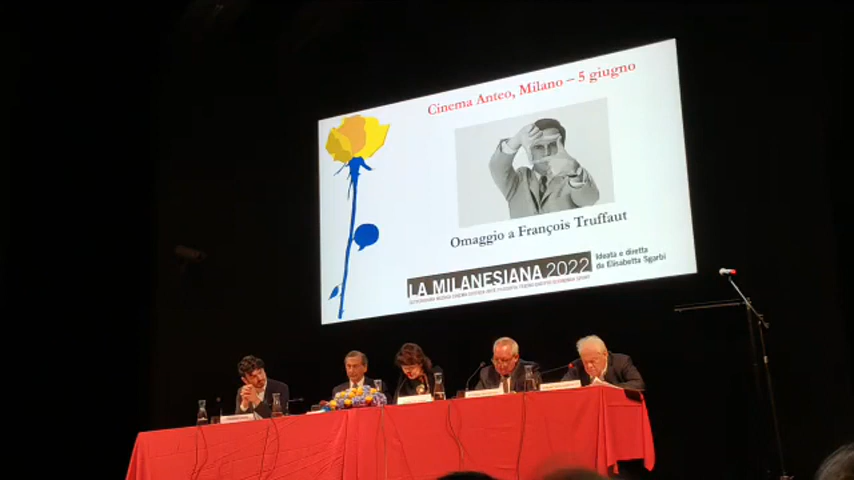 Cinema Anteo, Milano – 5 giugno
Omaggio a François Truffaut
LA MILANESIANA 2022
Ideata e diretta
da Elisabetta Sgarbi